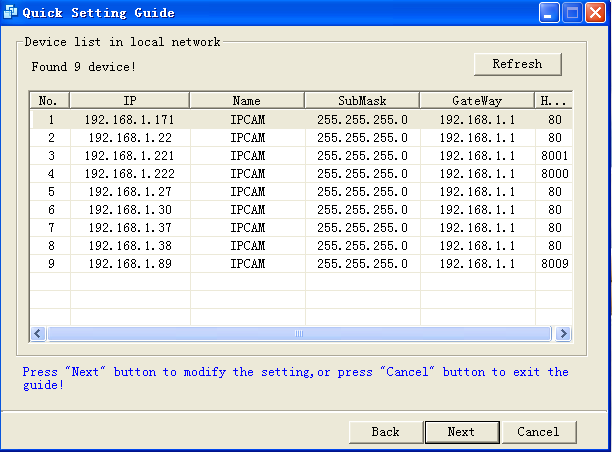 Quick Setting Guide
Device list in local network
Found 9 device!
Refresh
No. IP Name SubMask GateWay H...
1 192.168.1.171 IPCAM 255.255.255.0 192.168.1.1 80
2 192.168.1.22 IPCAM 255.255.255.0 192.168.1.1 80
3 192.168.1.221 IPCAM 255.255.255.0 192.168.1.1 8001
4 192.168.1.222 IPCAM 255.255.255.0 192.168.1.1 8000
5 192.168.1.27 IPCAM 255.255.255.0 192.168.1.1 80
6 192.168.1.30 IPCAM 255.255.255.0 192.168.1.1 80
7 192.168.1.37 IPCAM 255.255.255.0 192.168.1.1 80
8 192.168.1.38 IPCAM 255.255.255.0 192.168.1.1 80
9 192.168.1.89 IPCAM 255.255.255.0 192.168.1.1 8009
Press "Next" button to modify the setting,or press "Cancel" button to exit the
guide!
Back Next Cancel